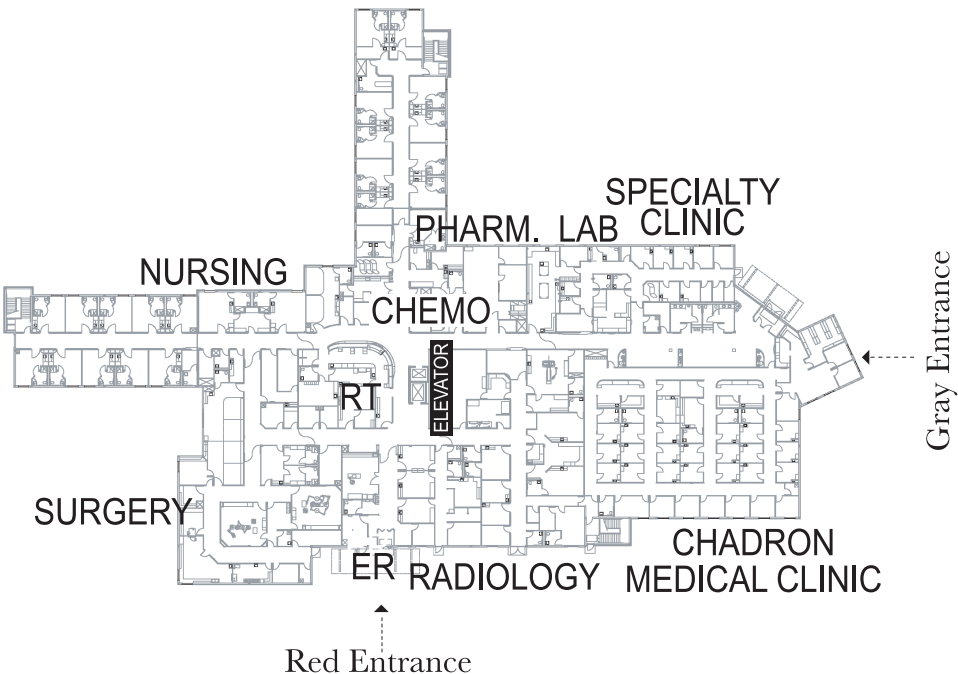 SPECIALTY
CLINIC
PHARM.
LAB
NURSING
CHEMO
Gray Entrance
ELEVATOR
RT
SURGERY
CHADRON
MEDICAL CLINIC
ER
RADIOLOGY
Red Entrance